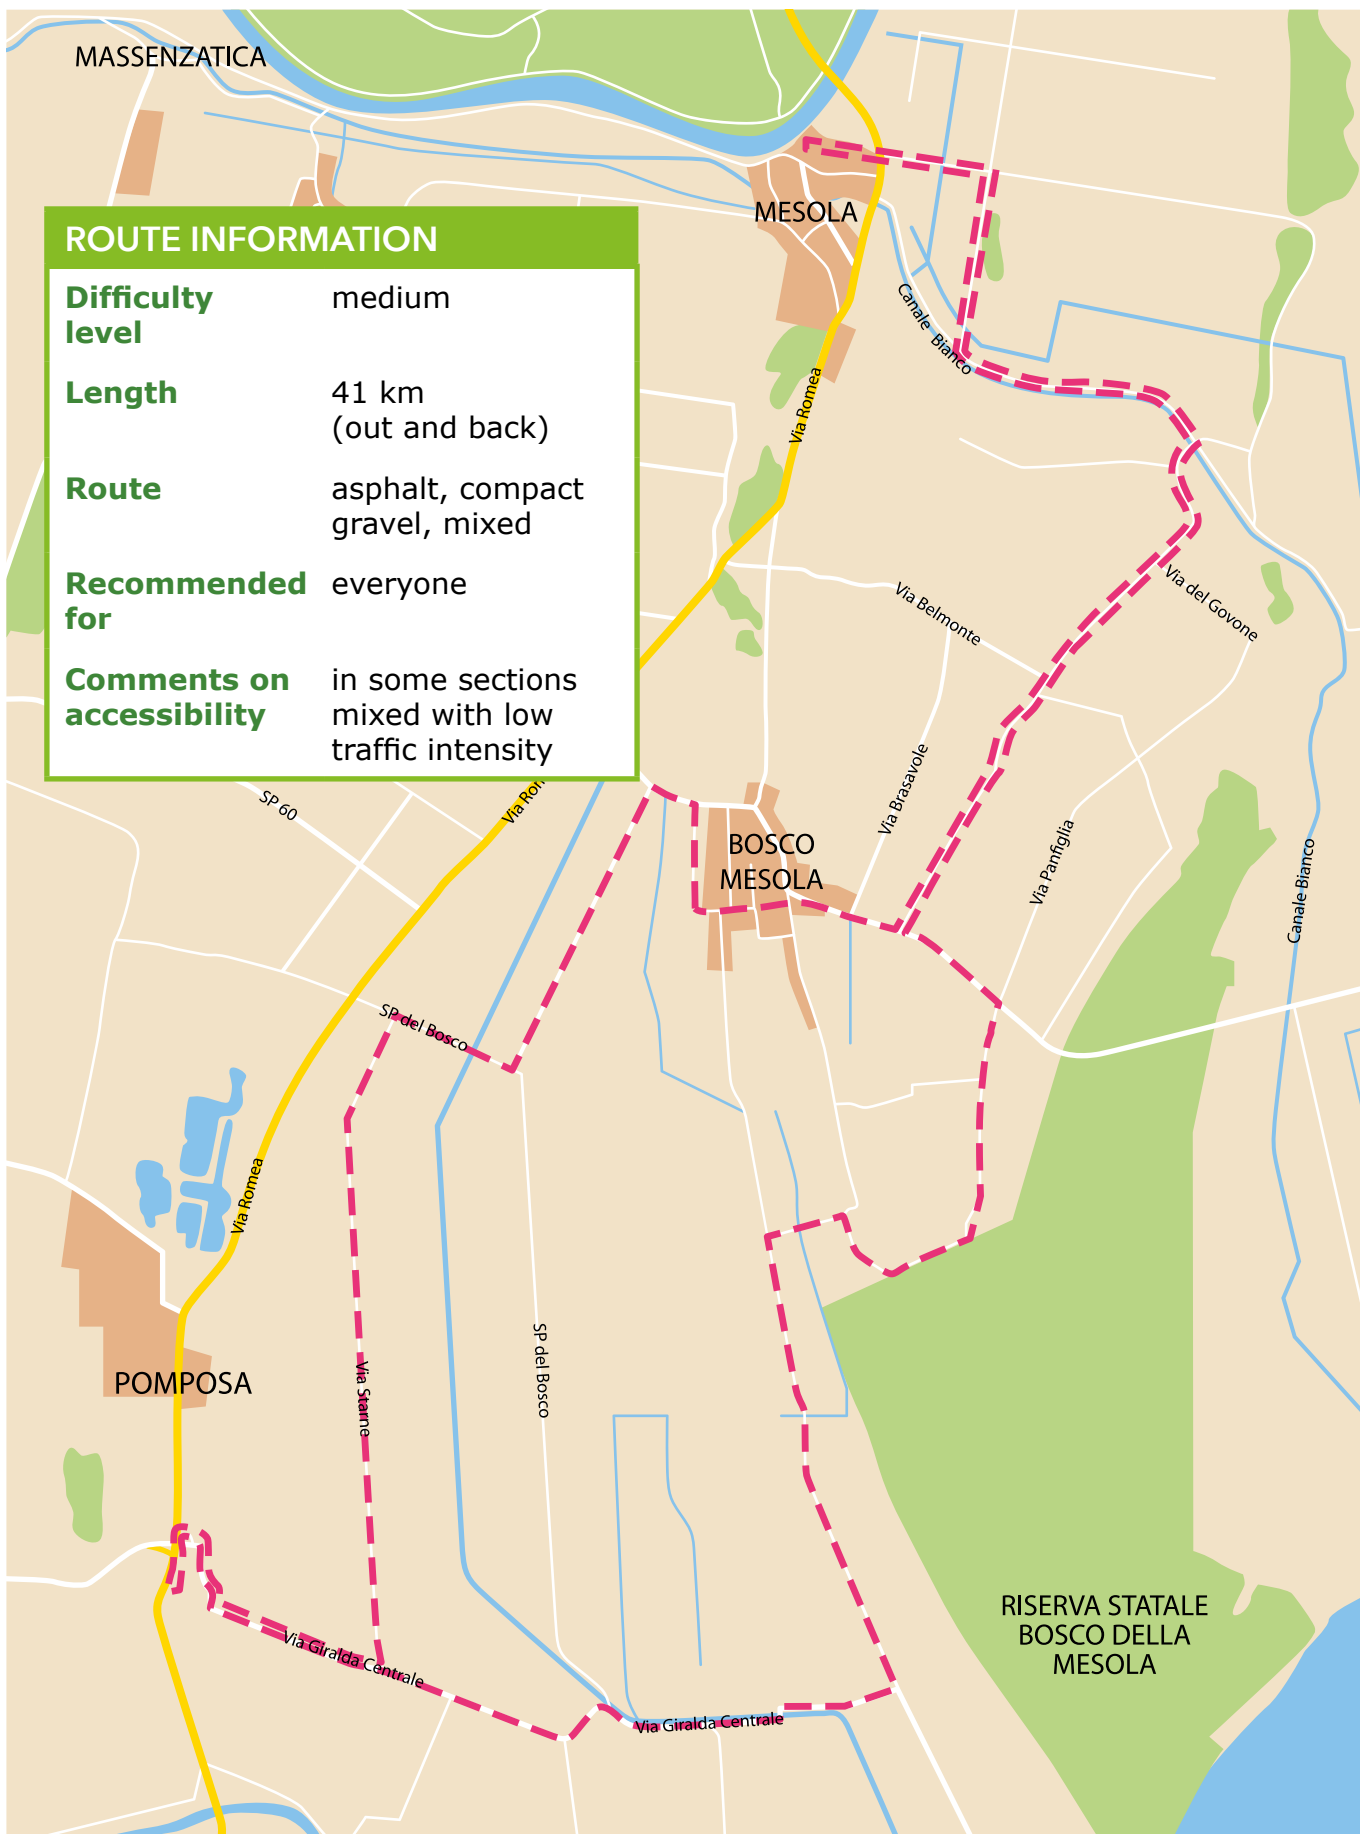 MASSENZATICA
MESOLA
ROUTE INFORMATION
Difficulty
level
medium
Length
41 km
(out and back)
Route
asphalt, compact
gravel, mixed
Recommended
for
everyone
Comments on
accessibility
in some sections
mixed with low
traffic intensity
Canale Bianco
Via Romea
Via Belmonte
Via del Govone
Via Brasavole
Via Panfiglia
Canale Bianco
SP 60
BOSCO
MESOLA
SP del Bosco
Via Romea
POMPOSA
Via Starne
SP del Bosco
Via Giralda Centrale
Via Giralda Centrale
RISERVA STATALE
BOSCO DELLA
MESOLA